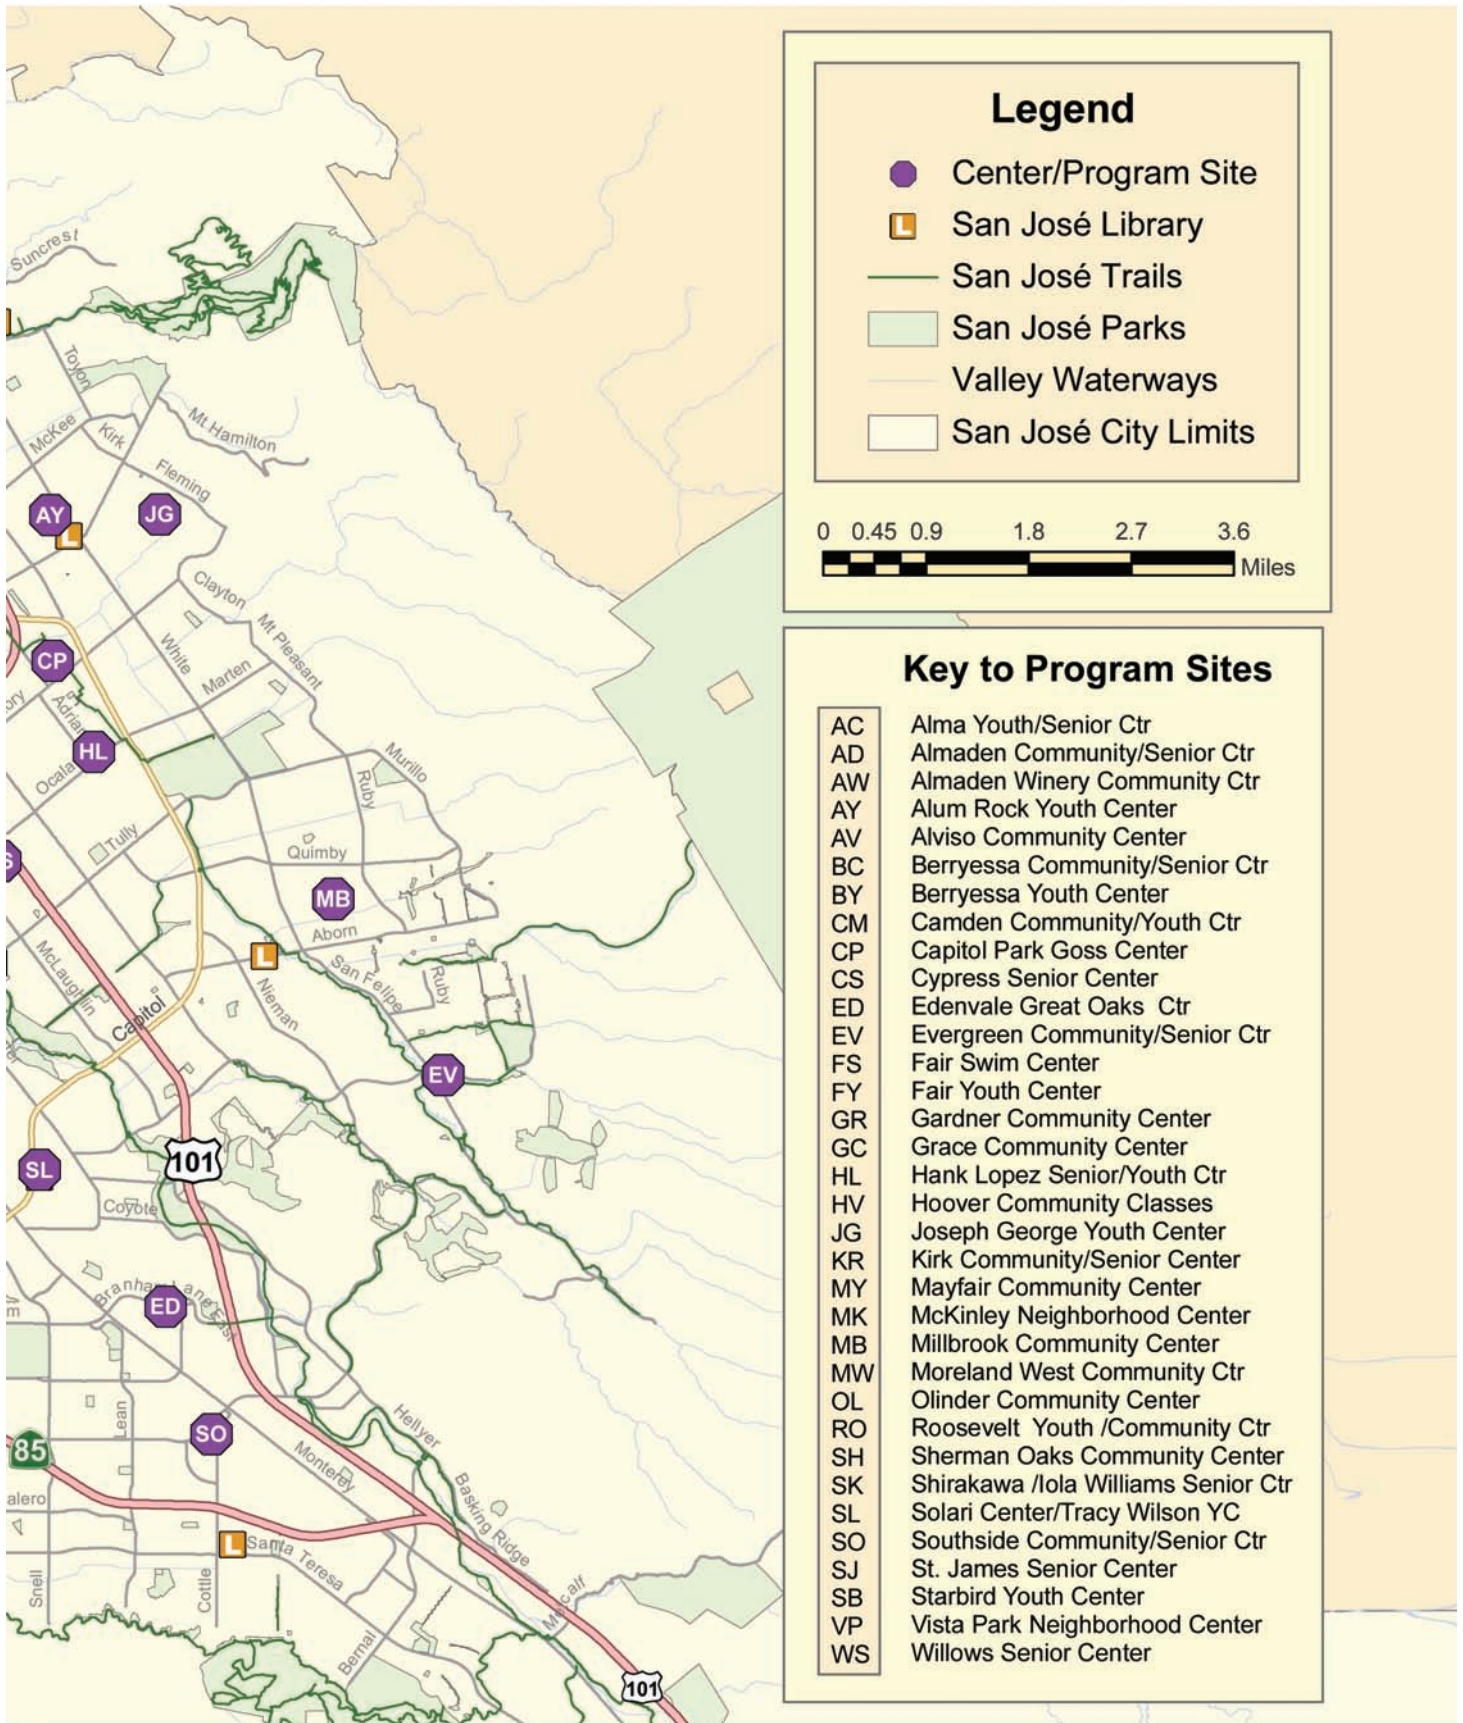 Legend
Center/Program Site
L San José Library
San José Trails
San José Parks
Valley Waterways
San José City Limits
0 0.45 0.9 1.8 2.7 3.6
Miles
Key to Program Sites
AC Alma Youth/Senior Ctr
AD Almaden Community/Senior Ctr
AW Almaden Winery Community Ctr
AY Alum Rock Youth Center
AV Alviso Community Center
BC Berryessa Community/Senior Ctr
BY Berryessa Youth Center
CM Camden Community/Youth Ctr
CP Capitol Park Goss Center
CS Cypress Senior Center
ED Edenvale Great Oaks Ctr
EV Evergreen Community/Senior Ctr
FS Fair Swim Center
FY Fair Youth Center
GR Gardner Community Center
GC Grace Community Center
HL Hank Lopez Senior/Youth Ctr
HV Hoover Community Classes
JG Joseph George Youth Center
KR Kirk Community/Senior Center
MY Mayfair Community Center
MK McKinley Neighborhood Center
MB Millbrook Community Center
MW Moreland West Community Ctr
OL Olinder Community Center
RO Roosevelt Youth /Community Ctr
SH Sherman Oaks Community Center
SK Shirakawa /Iola Williams Senior Ctr
SL Solari Center/Tracy Wilson YC
SO Southside Community/Senior Ctr
SJ St. James Senior Center
SB Starbird Youth Center
VP Vista Park Neighborhood Center
WS Willows Senior Center
Suncrest
Toyon
McKee
Kirk
Mt Hamilton
Fleming
AY
L
JG
Clayton
Mt Pleasant
White
Marten
CP
HL
Ocala
Murillo
Ruby
Tully
Quimby
MB
Aborn
L
McLaughlin
San Felipe
Ruby
Nieman
Capitol
EV
SL
101
Coyote
Branham Lane East
ED
Lean
SO
85
Hellyer
Monterey
Basking Ridge
alero
L
Santa Teresa
Snell
Cottle
Metcalf
Bernal
101